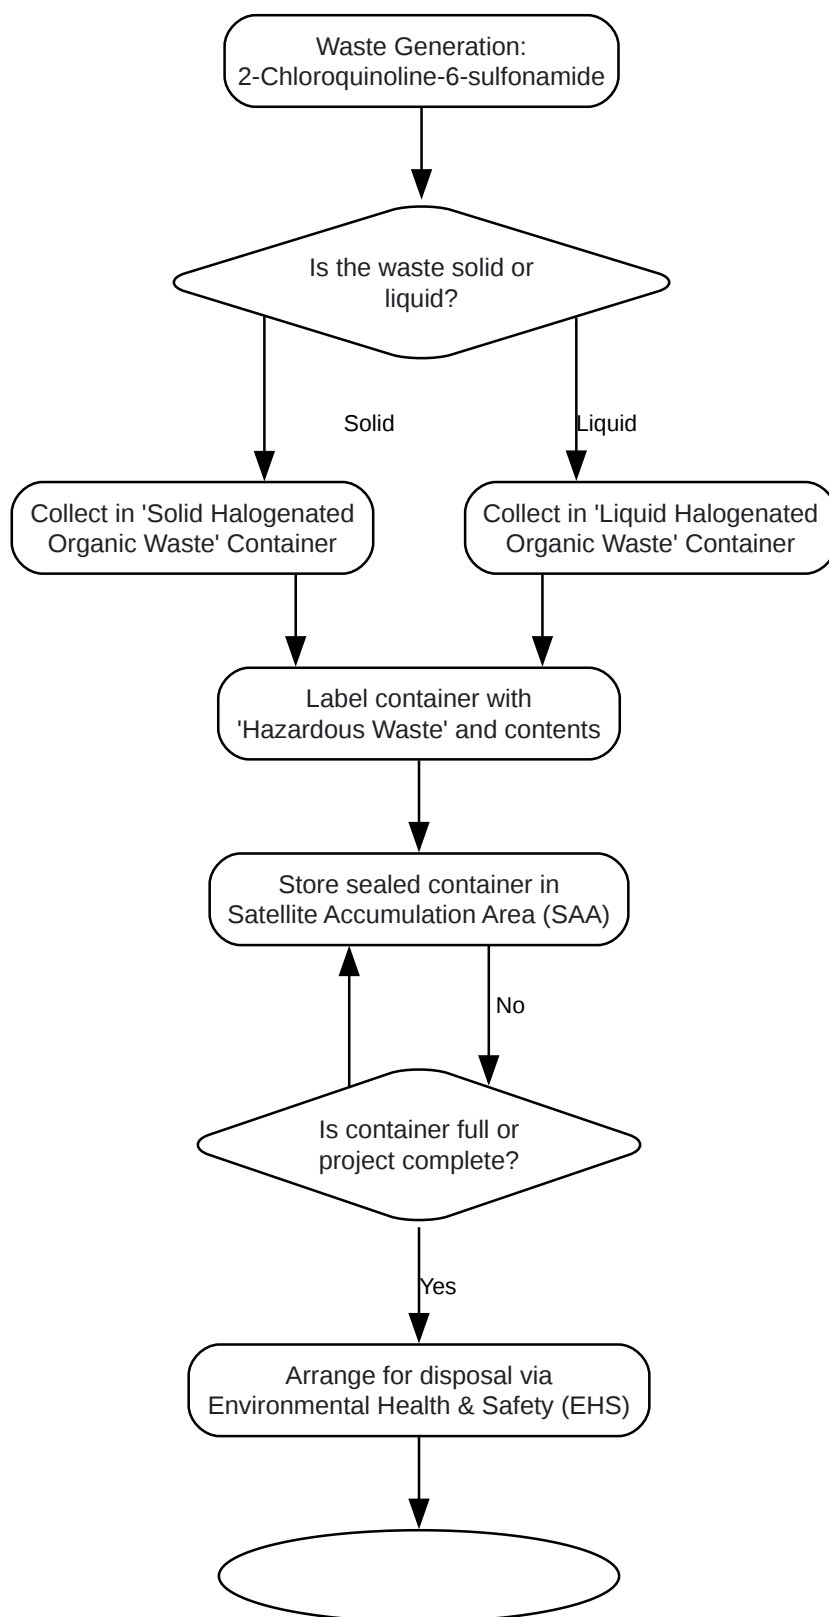 Waste Generation:
2-Chloroquinoline-6-sulfonamide
Is the waste solid or
liquid?
Solid
Liquid
Collect in 'Solid Halogenated
Organic Waste' Container
Collect in 'Liquid Halogenated
Organic Waste' Container
Label container with
'Hazardous Waste' and contents
Store sealed container in
Satellite Accumulation Area (SAA)
No
Is container full or
project complete?
Yes
Arrange for disposal via
Environmental Health & Safety (EHS)